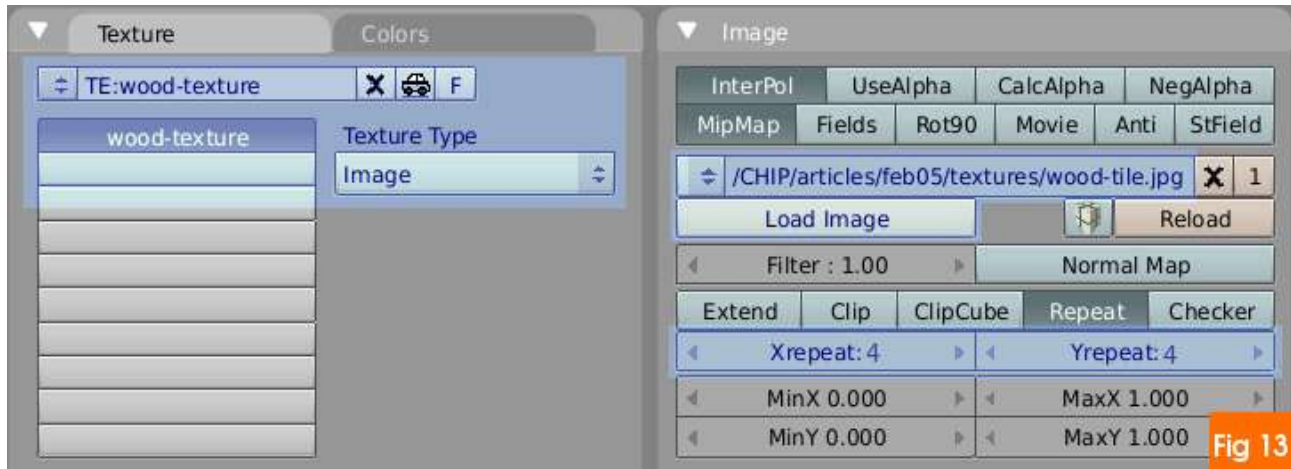 Texture
Colors
TE:wood-texture
F
wood-texture
Texture Type
Image
Image
InterPol UseAlpha CalcAlpha NegAlpha
MipMap Fields Rot90 Movie Anti StField
/CHIP/articles/feb05/textures/wood-tile.jpg
1
Load Image
Reload
Filter : 1.00
Normal Map
Extend Clip ClipCube Repeat Checker
Xrepeat: 4
Yrepeat: 4
MinX 0.000
MaxX 1.000
MinY 0.000
MaxY 1.000
Fig 13